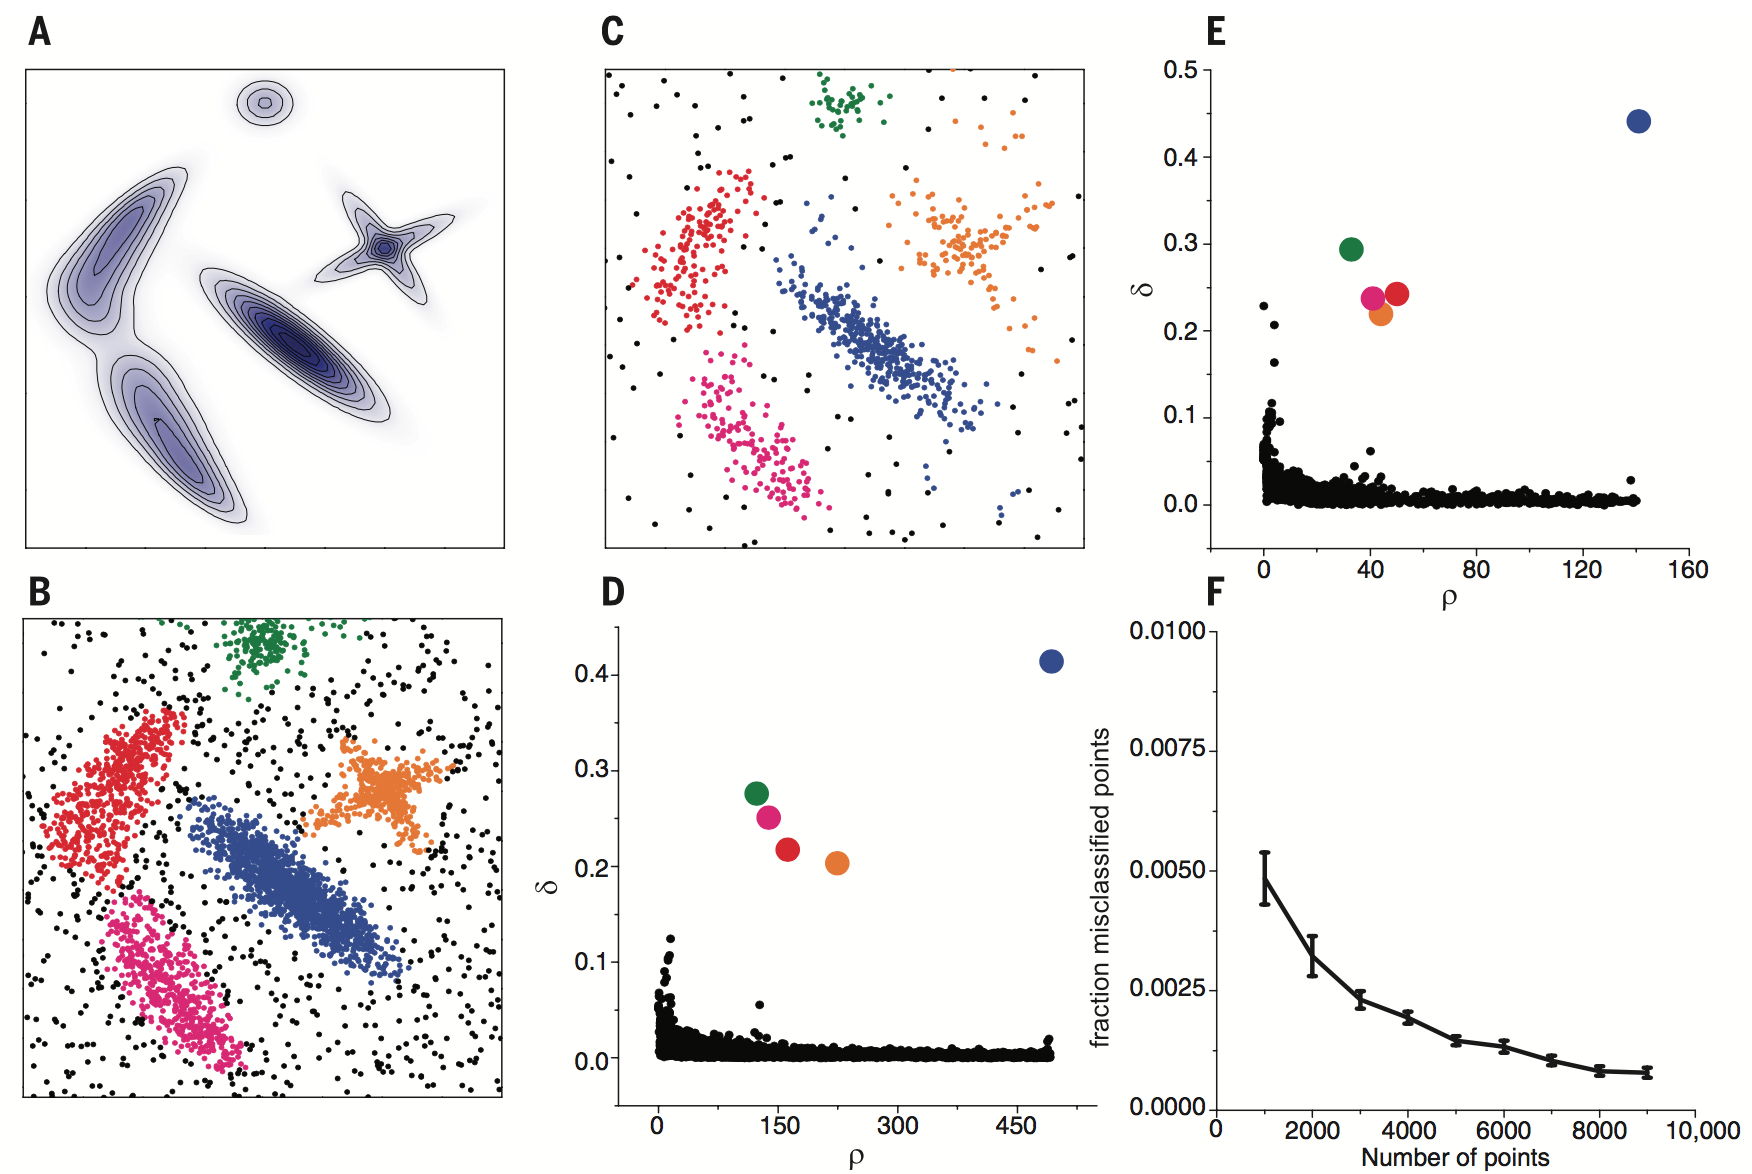 A
B
C
D
δ
0.4
0.3
0.2
0.1
0.0
0
150
300
450
ρ
E
δ
0.5
0.4
0.3
0.2
0.1
0.0
0
40
80
120
160
ρ
F
fraction misclassified points
0.0100
0.0075
0.0050
0.0025
0.0000
0
2000
4000
6000
8000
10,000
Number of points